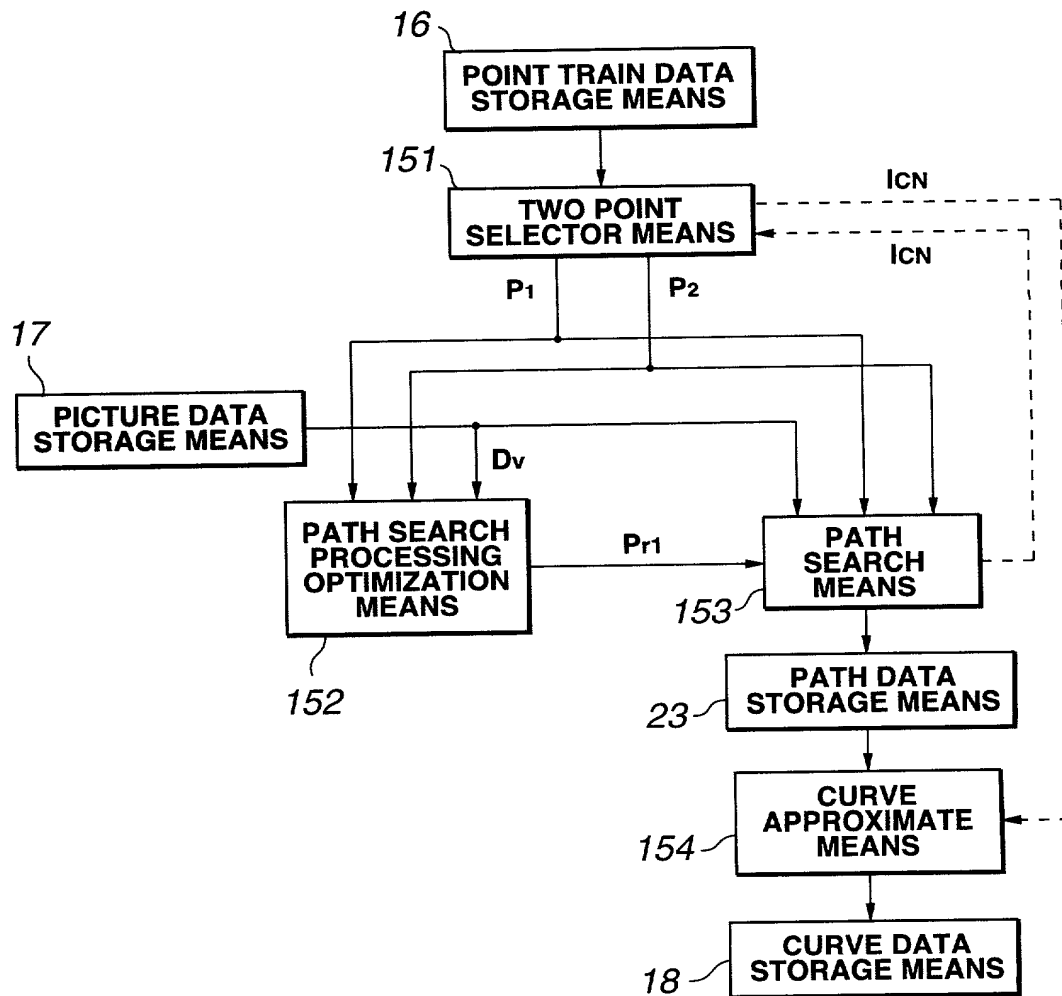 16
POINT TRAIN DATA
STORAGE MEANS
151
TWO POINT
SELECTOR MEANS
ICN
ICN
P1
P2
17
PICTURE DATA
STORAGE MEANS
DV
PATH SEARCH
PROCESSING
OPTIMIZATION
MEANS
152
Pr1
PATH
SEARCH
MEANS
153
PATH DATA
STORAGE MEANS
23
CURVE
APPROXIMATE
MEANS
154
CURVE DATA
STORAGE MEANS
18